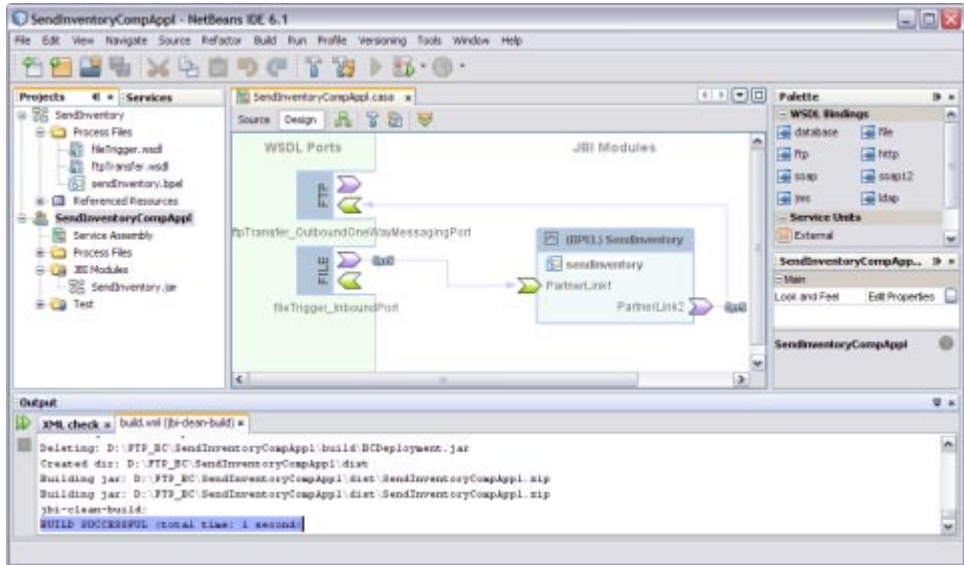 SendInventoryCompAppl - NetBeans IDE 6.1
File Edit View Navigate Source Refactor Build Run Profile Versioning Tools Window Help
Projects Services
SendInventory
Process Files
fileTrigger.wsdl
ftpTransfer.wsdl
sendInventory.bpel
Referenced Resources
SendInventoryCompAppl
Service Assembly
Process Files
JBI Modules
SendInventory.jar
Test
SendInventoryCompAppl.casa
Source Design
WSDL Ports
JBI Modules
FTP
ftpTransfer_OutboundOneWayMessagingPort
FILE
fileTrigger_InboundPort
(BPEL) SendInventory
sendInventory
PartnerLink1
PartnerLink2
Palette
WSDL Bindings
database file
ftp http
soap soap12
jms ldap
Service Units
External
SendInventoryCompApp...
Main
Look and Feel Edit Properties
SendInventoryCompAppl
Output
XML check build.xml (jbi-clean-build)
Deleting: D:\FTP_BC\SendInventoryCompAppl\build\BCDeployment.jar
Created dir: D:\FTP_BC\SendInventoryCompAppl\dist
Building jar: D:\FTP_BC\SendInventoryCompAppl\dist\SendInventoryCompAppl.zip
Building jar: D:\FTP_BC\SendInventoryCompAppl\dist\SendInventoryCompAppl.zip
jbi-clean-build:
BUILD SUCCESSFUL (total time: 1 second)